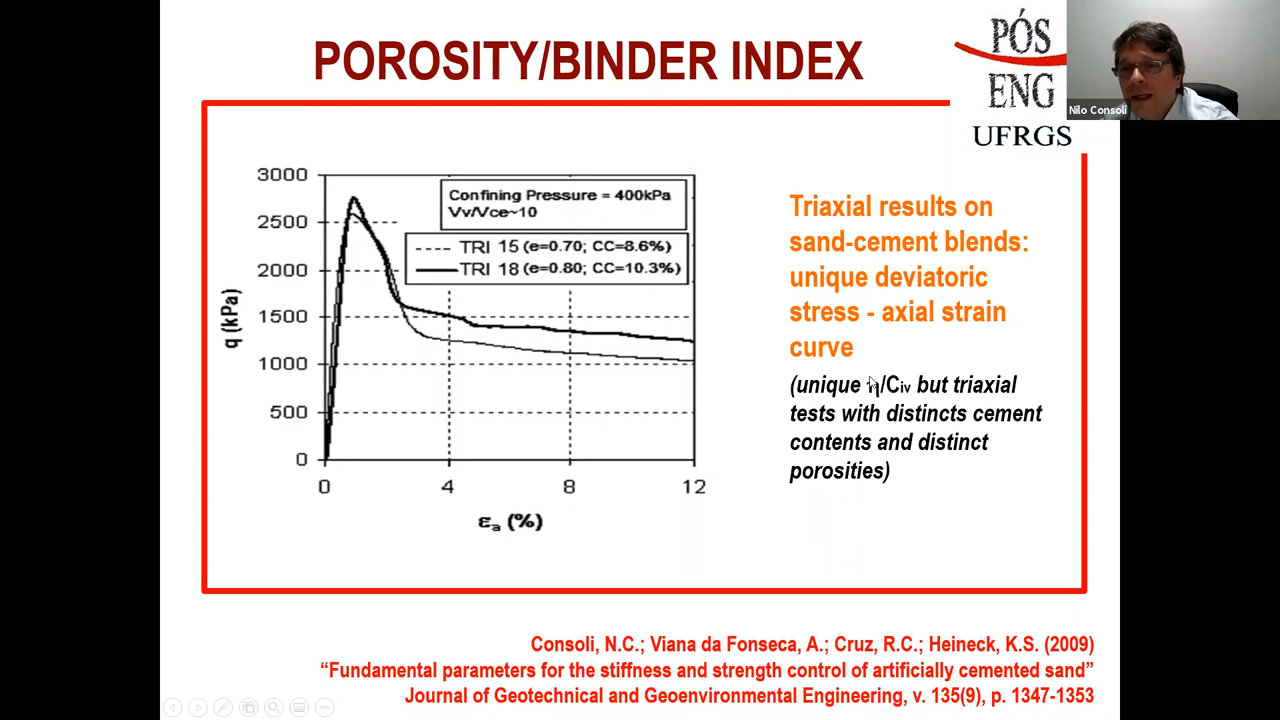 POROSITY/BINDER INDEX
PÓS
ENG
UFRGS
Nilo Consoli
3000
2500
2000
1500
1000
500
0
q (kPa)
Confining Pressure = 400kPa
Vv/Vce~10
TRI 15 (e=0.70; CC=8.6%)
TRI 18 (e=0.80; CC=10.3%)
0 4 8 12
εa (%)
Triaxial results on
sand-cement blends:
unique deviatoric
stress - axial strain
curve
(unique η/Civ but triaxial
tests with distincts cement
contents and distinct
porosities)
Consoli, N.C.; Viana da Fonseca, A.; Cruz, R.C.; Heineck, K.S. (2009)
“Fundamental parameters for the stiffness and strength control of artificially cemented sand”
Journal of Geotechnical and Geoenvironmental Engineering, v. 135(9), p. 1347-1353